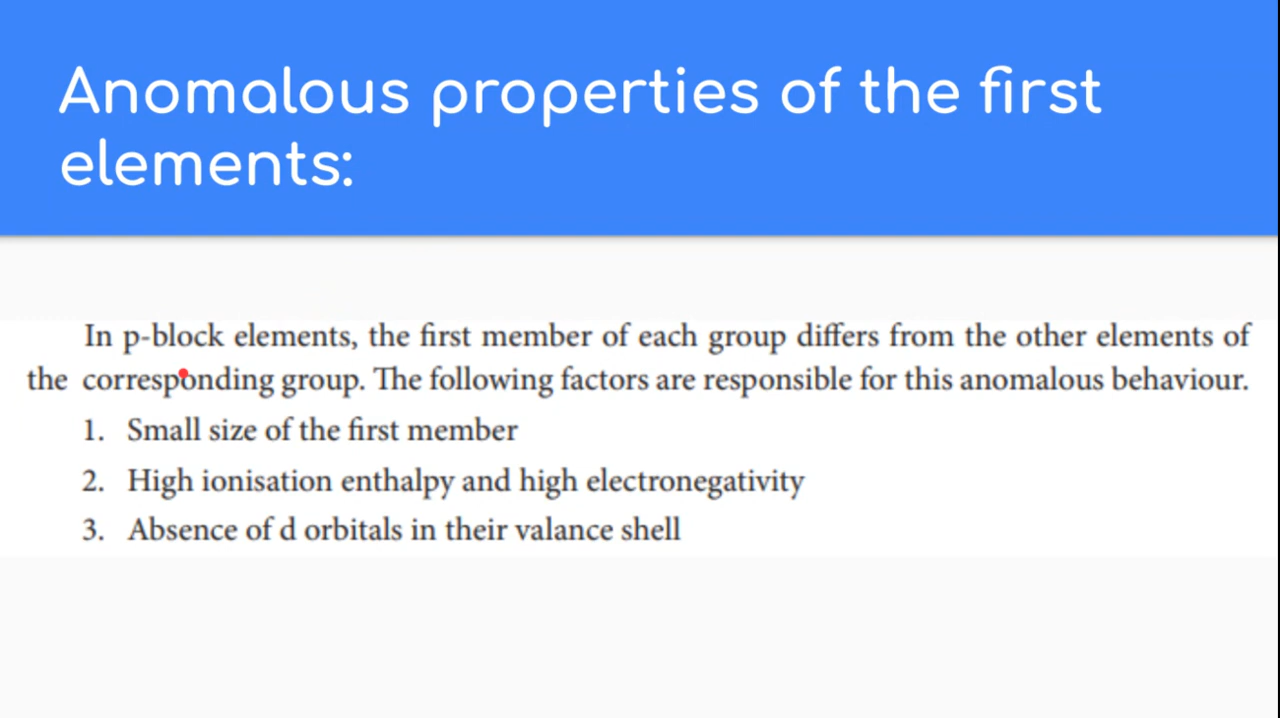 Anomalous properties of the first
elements:
In p-block elements, the first member of each group differs from the other elements of
the corresponding group. The following factors are responsible for this anomalous behaviour.
1. Small size of the first member
2. High ionisation enthalpy and high electronegativity
3. Absence of d orbitals in their valance shell